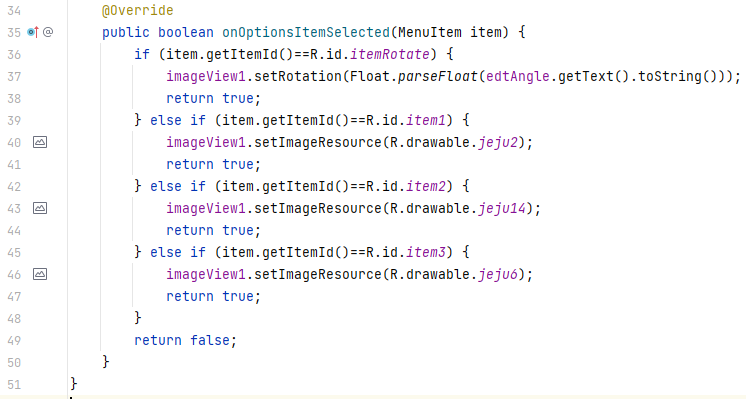 34 @Override
35 @ public boolean onOptionsItemSelected(MenuItem item) {
36 if (item.getItemId()==R.id.itemRotate) {
37 imageView1.setRotation(Float.parseFloat(edtAngle.getText().toString()));
38 return true;
39 } else if (item.getItemId()==R.id.item1) {
40 imageView1.setImageResource(R.drawable.jeju2);
41 return true;
42 } else if (item.getItemId()==R.id.item2) {
43 imageView1.setImageResource(R.drawable.jeju14);
44 return true;
45 } else if (item.getItemId()==R.id.item3) {
46 imageView1.setImageResource(R.drawable.jeju6);
47 return true;
48 }
49 return false;
50 }
51 }